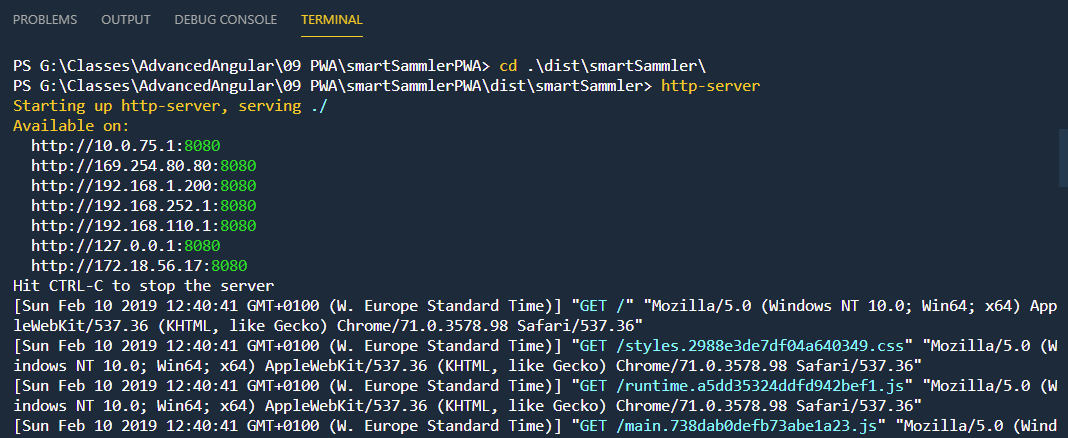 PROBLEMS OUTPUT DEBUG CONSOLE TERMINAL
PS G:\Classes\AdvancedAngular\09 PWA\smartSammlerPWA> cd .\dist\smartSammler\
PS G:\Classes\AdvancedAngular\09 PWA\smartSammlerPWA\dist\smartSammler> http-server
Starting up http-server, serving ./
Available on:
  http://10.0.75.1:8080
  http://169.254.80.80:8080
  http://192.168.1.200:8080
  http://192.168.252.1:8080
  http://192.168.110.1:8080
  http://127.0.0.1:8080
  http://172.18.56.17:8080
Hit CTRL-C to stop the server
[Sun Feb 10 2019 12:40:41 GMT+0100 (W. Europe Standard Time)] "GET /" "Mozilla/5.0 (Windows NT 10.0; Win64; x64) App
leWebKit/537.36 (KHTML, like Gecko) Chrome/71.0.3578.98 Safari/537.36"
[Sun Feb 10 2019 12:40:41 GMT+0100 (W. Europe Standard Time)] "GET /styles.2988e3de7df04a640349.css" "Mozilla/5.0 (W
indows NT 10.0; Win64; x64) AppleWebKit/537.36 (KHTML, like Gecko) Chrome/71.0.3578.98 Safari/537.36"
[Sun Feb 10 2019 12:40:41 GMT+0100 (W. Europe Standard Time)] "GET /runtime.a5dd35324ddfd942bef1.js" "Mozilla/5.0 (W
indows NT 10.0; Win64; x64) AppleWebKit/537.36 (KHTML, like Gecko) Chrome/71.0.3578.98 Safari/537.36"
[Sun Feb 10 2019 12:40:41 GMT+0100 (W. Europe Standard Time)] "GET /main.738dab0defb73abe1a23.js" "Mozilla/5.0 (Wind